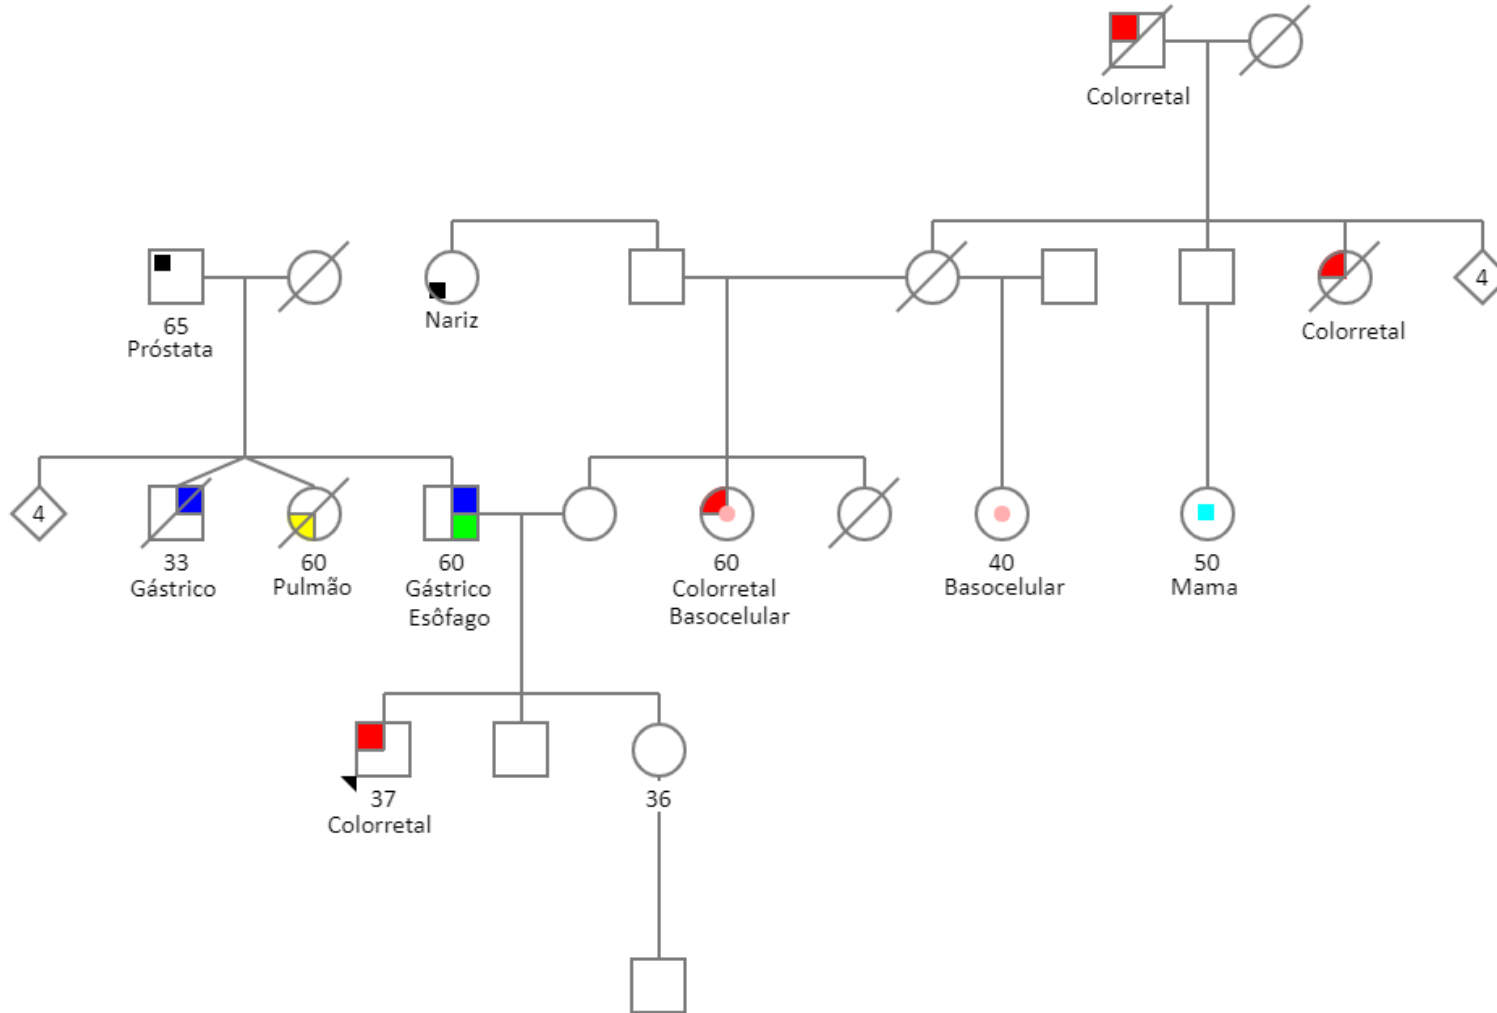 Colorretal
4
65
Próstata
Nariz
Colorretal
4
33
Gástrico
60
Pulmão
60
Gástrico
Esôfago
60
Colorretal
Basocelular
40
Basocelular
50
Mama
37
Colorretal
36